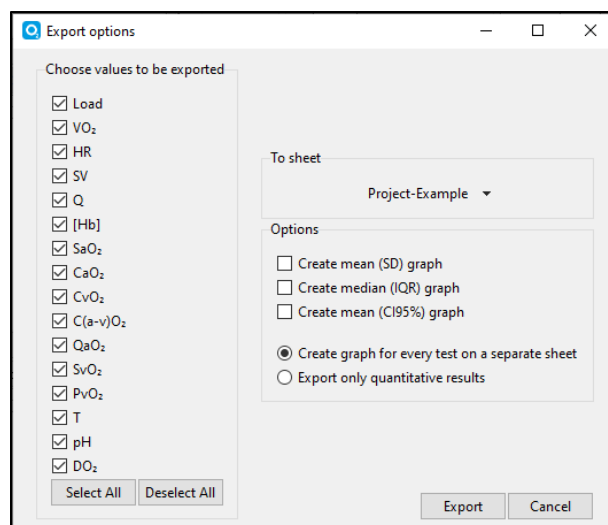 Export options
Choose values to be exported
Load
VO₂
HR
SV
Q
[Hb]
SaO₂
CaO₂
CvO₂
C(a-v)O₂
QaO₂
SvO₂
PvO₂
T
pH
DO₂
Select All
Deselect All
To sheet
Project-Example
Options
Create mean (SD) graph
Create median (IQR) graph
Create mean (CI95%) graph
Create graph for every test on a separate sheet
Export only quantitative results
Export
Cancel